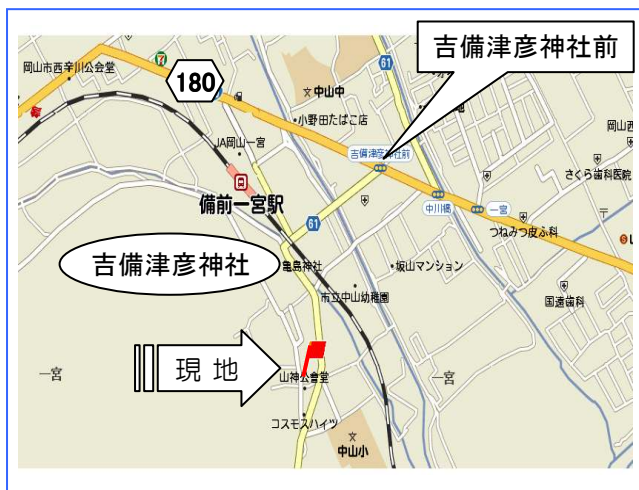 吉備津彦神社前
61
岡山市西辛川公会堂
180
文中山中
小野田たばこ店
JA岡山一宮
吉備津彦神社前
岡山西
さくら歯科医院
備前一宮駅
中川橋
一宮
つねみつ皮ふ科
61
吉備津彦神社
亀島神社
坂山マンション
市立中山幼稚園
国速歯科
現 地
一宮
山神公會堂
一宮
コスモスハイツ
文
中山小